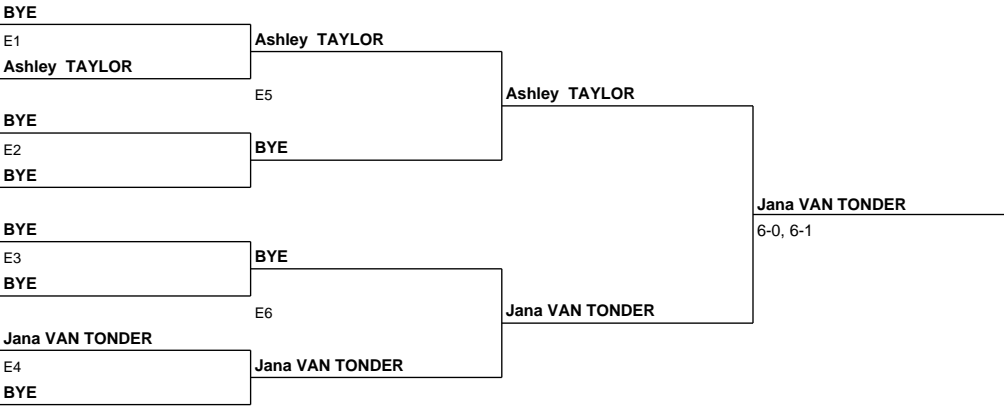 BYE
E1
Ashley TAYLOR
Ashley TAYLOR
E5
Ashley TAYLOR
BYE
E2
BYE
BYE
Jana VAN TONDER
6-0, 6-1
BYE
E3
BYE
BYE
E6
Jana VAN TONDER
Jana VAN TONDER
E4
Jana VAN TONDER
BYE